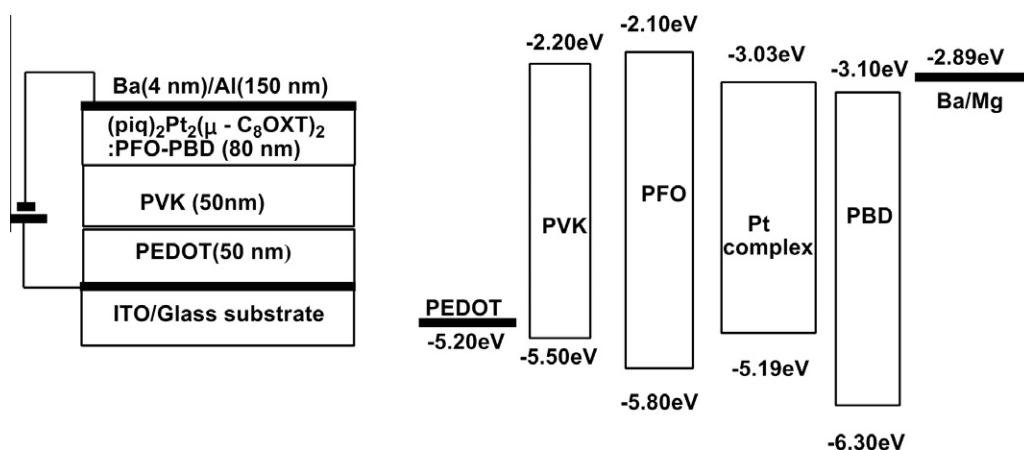 Ba(4 nm)/Al(150 nm)
(piq)₂Pt₂(μ - C₈OXT)₂
:PFO-PBD (80 nm)
PVK (50nm)
PEDOT(50 nm)
ITO/Glass substrate
PEDOT
-5.20eV
-2.20eV
PVK
-5.50eV
-2.10eV
PFO
-5.80eV
-3.03eV
Pt
complex
-5.19eV
-3.10eV
PBD
-6.30eV
-2.89eV
Ba/Mg